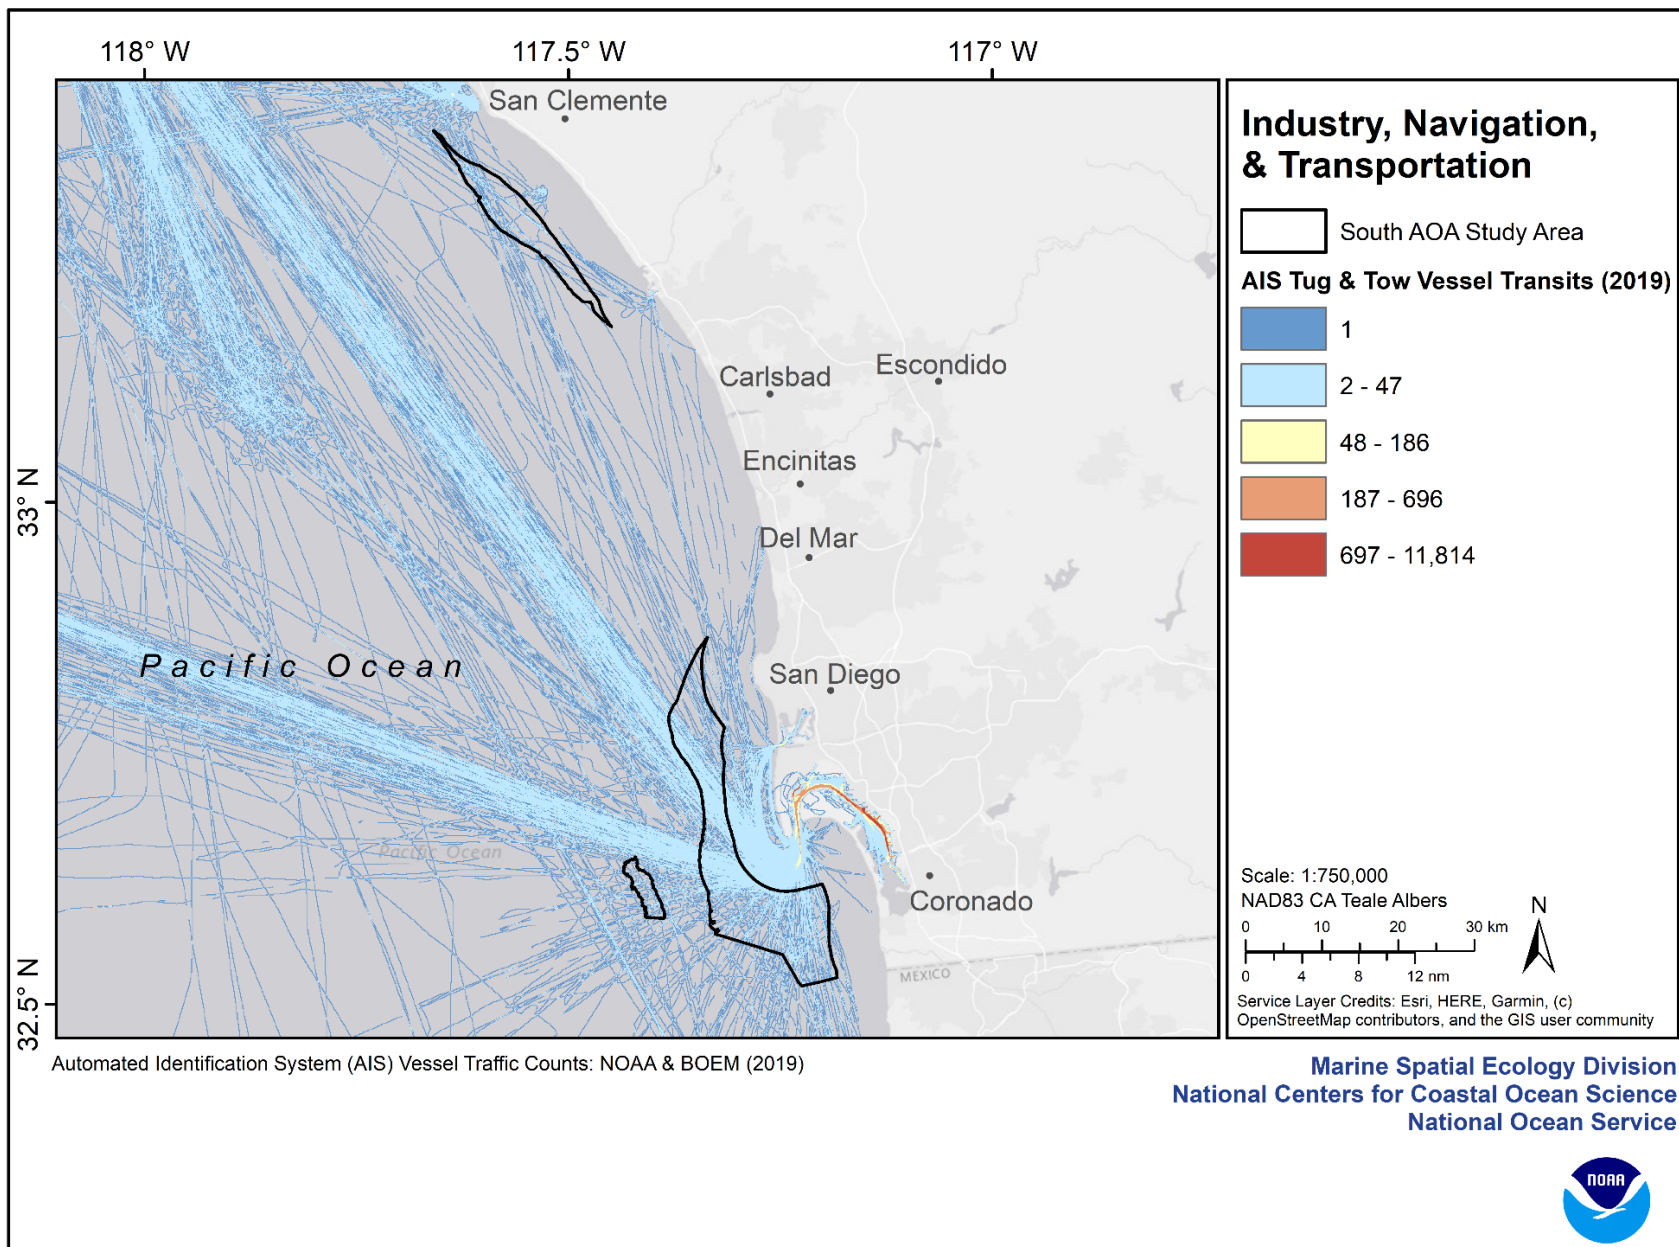 118° W
117.5° W
117° W
San Clemente
Carlsbad
Escondido
Encinitas
33° N
Del Mar
Pacific Ocean
San Diego
Pacific Ocean
Coronado
MEXICO
32.5° N
Industry, Navigation,
& Transportation
South AOA Study Area
AIS Tug & Tow Vessel Transits (2019)
1
2 - 47
48 - 186
187 - 696
697 - 11,814
Scale: 1:750,000
NAD83 CA Teale Albers
N
0 10 20 30 km
0 4 8 12 nm
Service Layer Credits: Esri, HERE, Garmin, (c)
OpenStreetMap contributors, and the GIS user community
Automated Identification System (AIS) Vessel Traffic Counts: NOAA & BOEM (2019)
Marine Spatial Ecology Division
National Centers for Coastal Ocean Science
National Ocean Service
NOAA